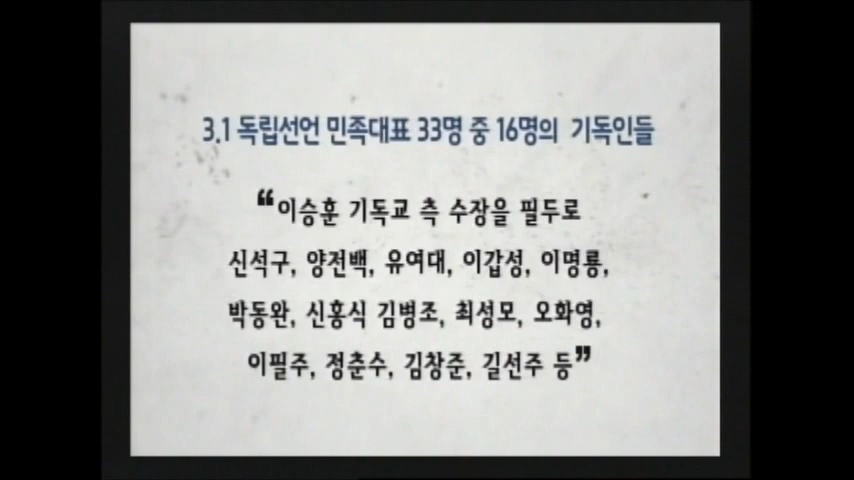 3.1 독립선언 민족대표 33명 중 16명의 기독인들
“이승훈 기독교 측 수장을 필두로
신석구, 양전백, 유여대, 이갑성, 이명룡,
박동완, 신홍식 김병조, 최성모, 오화영,
이필주, 정춘수, 김창준, 길선주 등”